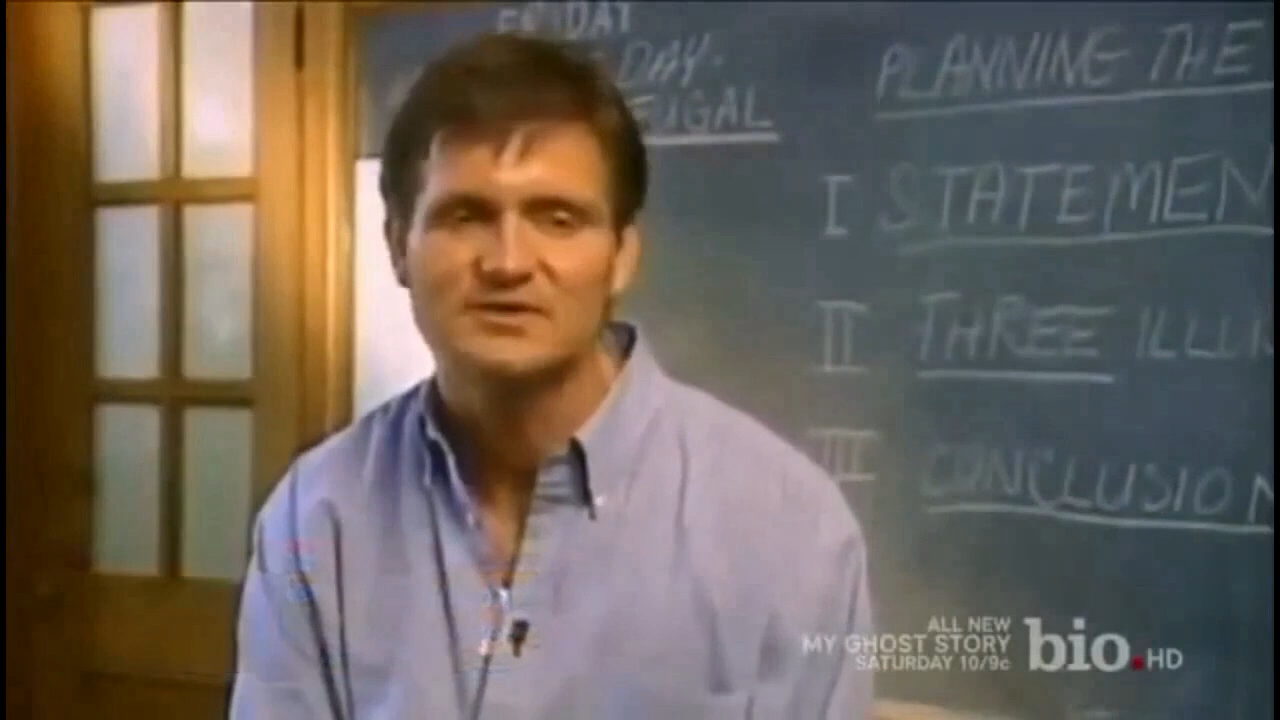 FRIDAY
DAY-
EUGAL
PLANNING THE
I STATEMEN
II THREE ILLU
III CONCLUSION
ALL NEW
MY GHOST STORY
SATURDAY 10/9c
bio.HD